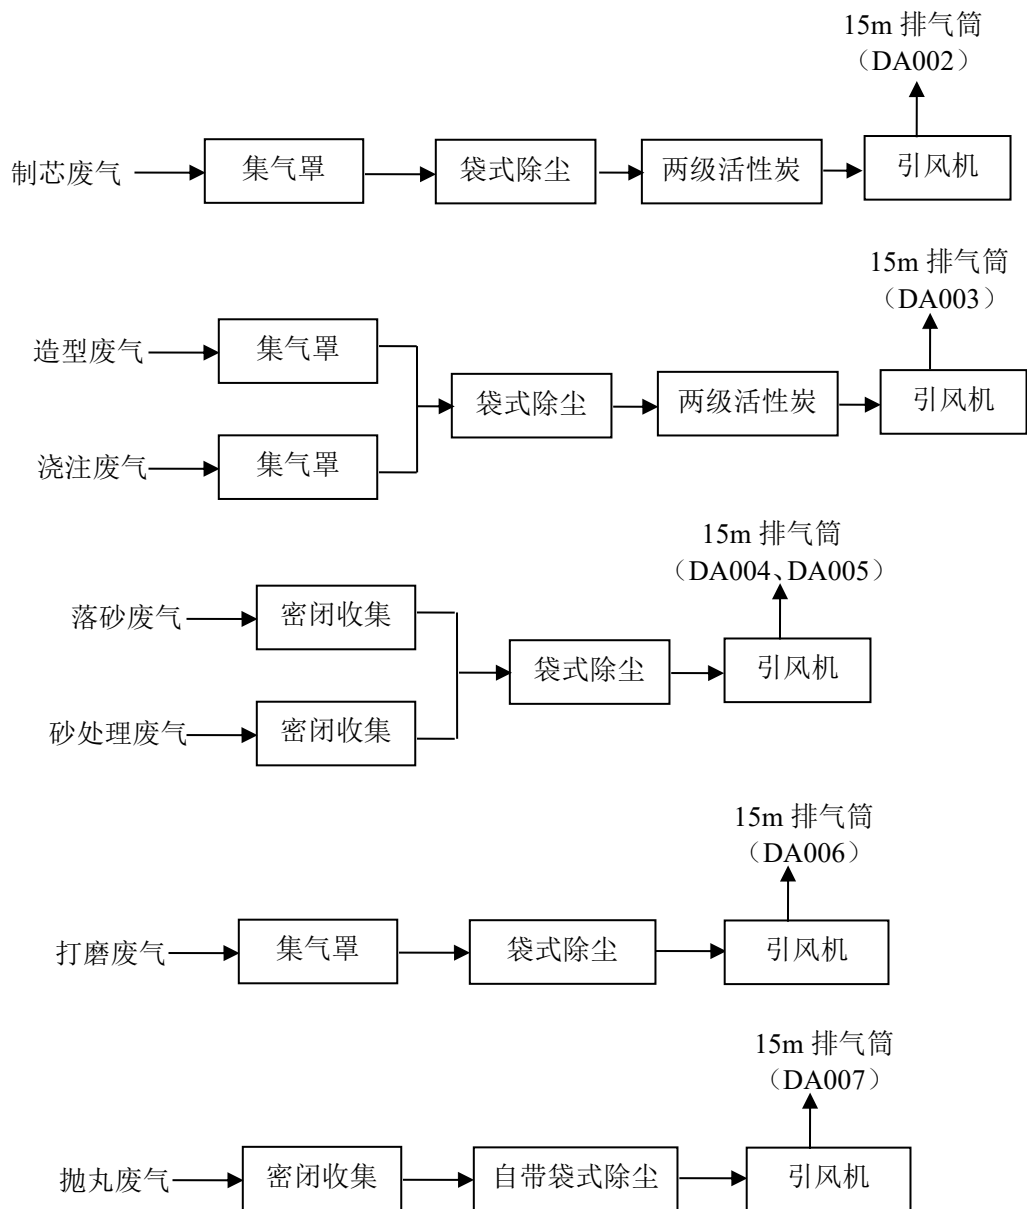 15m 排气筒
（DA002）
制芯废气
集气罩
袋式除尘
两级活性炭
引风机
15m 排气筒
（DA003）
造型废气
集气罩
浇注废气
集气罩
袋式除尘
两级活性炭
引风机
15m 排气筒
（DA004、DA005）
落砂废气
密闭收集
砂处理废气
密闭收集
袋式除尘
引风机
15m 排气筒
（DA006）
打磨废气
集气罩
袋式除尘
引风机
15m 排气筒
（DA007）
抛丸废气
密闭收集
自带袋式除尘
引风机